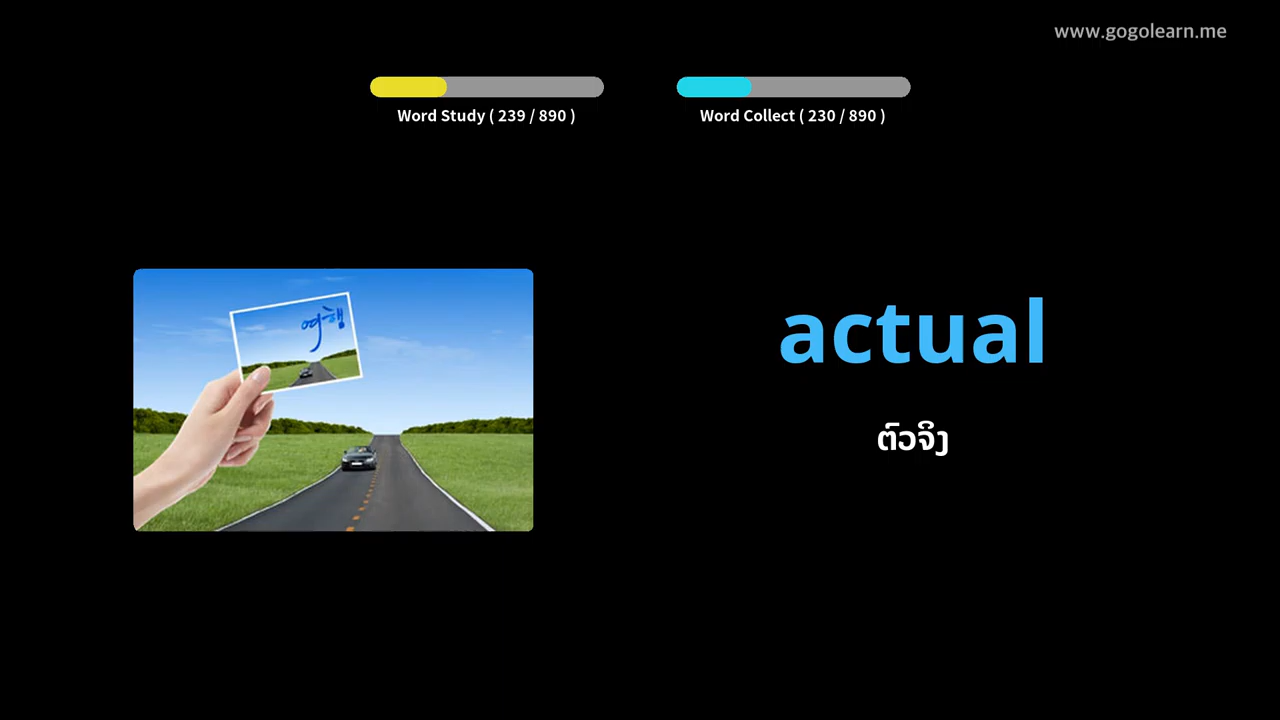 www.gogolearn.me
Word Study ( 239 / 890 )
Word Collect ( 230 / 890 )
여행
actual
ຕົວຈິງ